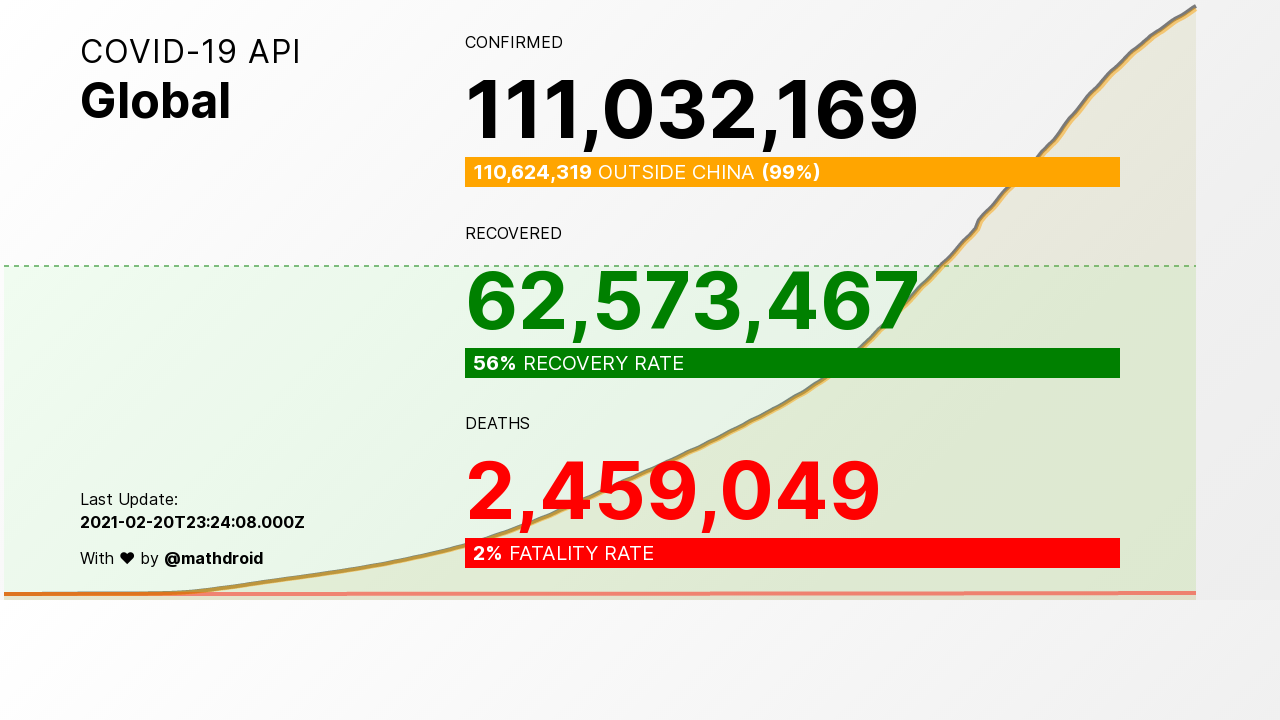 COVID-19 API
Global
CONFIRMED
111,032,169
110,624,319 OUTSIDE CHINA (99%)
RECOVERED
62,573,467
56% RECOVERY RATE
DEATHS
2,459,049
2% FATALITY RATE
Last Update:
2021-02-20T23:24:08.000Z
With ♥ by @mathdroid